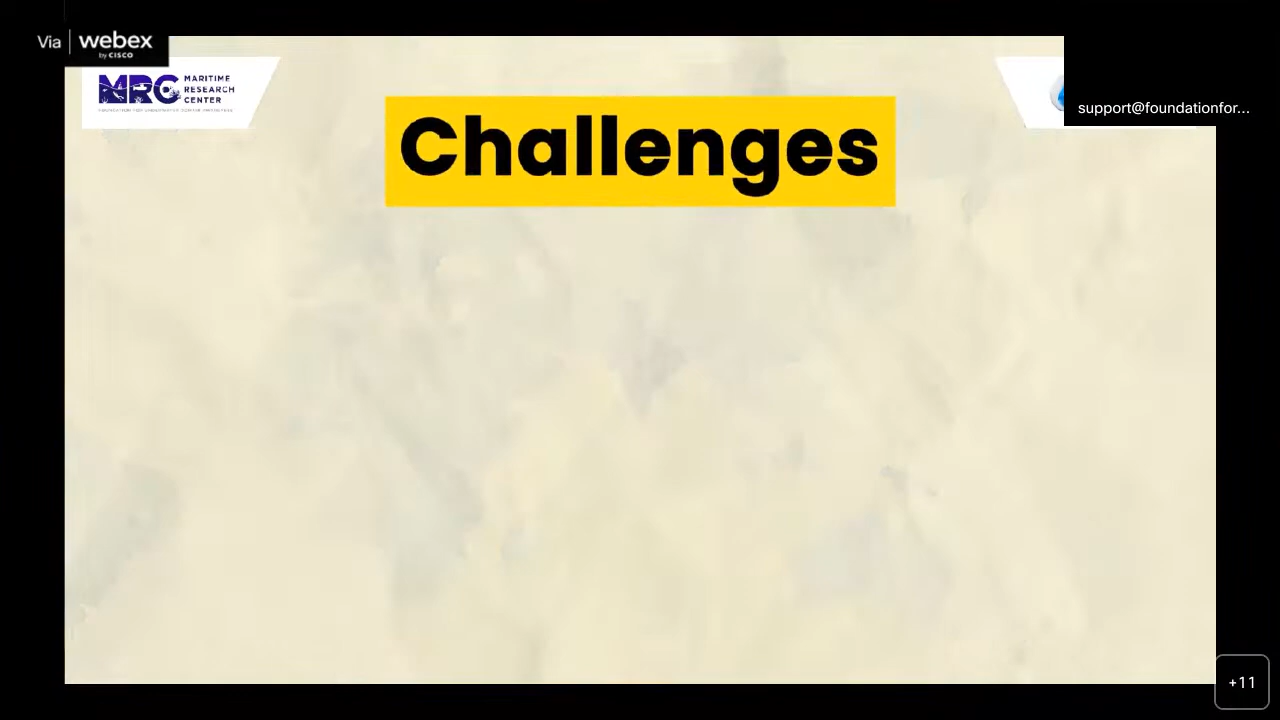 Via webex
by CISCO
MRC MARITIME
RESEARCH
CENTER
support@foundationfor...
Challenges
+11